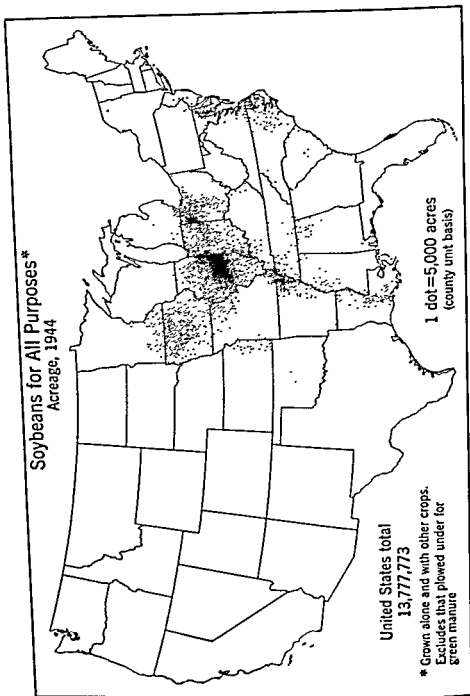 Soybeans for All Purposes*
Acreage, 1944
United States total
13,777,773
* Grown alone and with other crops.
Excludes that plowed under for
green manure
1 dot=5,000 acres
(county unit basis)